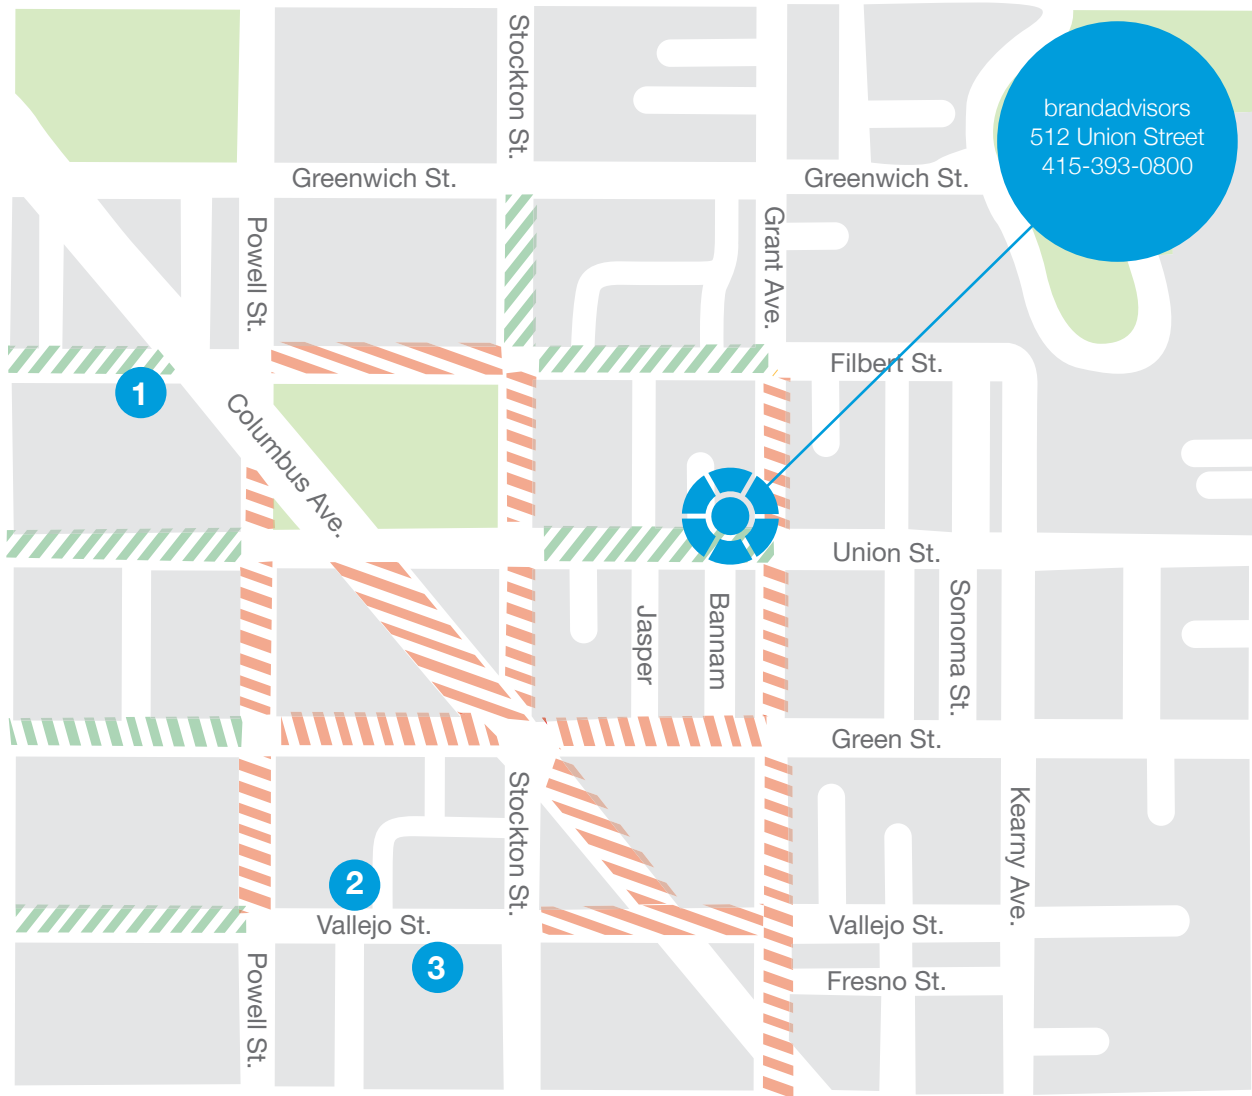 Stockton St.
brandadvisors
512 Union Street
415-393-0800
Greenwich St.
Greenwich St.
Powell St.
Grant Ave.
Filbert St.
1
Columbus Ave.
Union St.
Jasper
Bannam
Sonoma St.
Green St.
Stockton St.
Kearny Ave.
2
Vallejo St.
Vallejo St.
3
Powell St.
Fresno St.